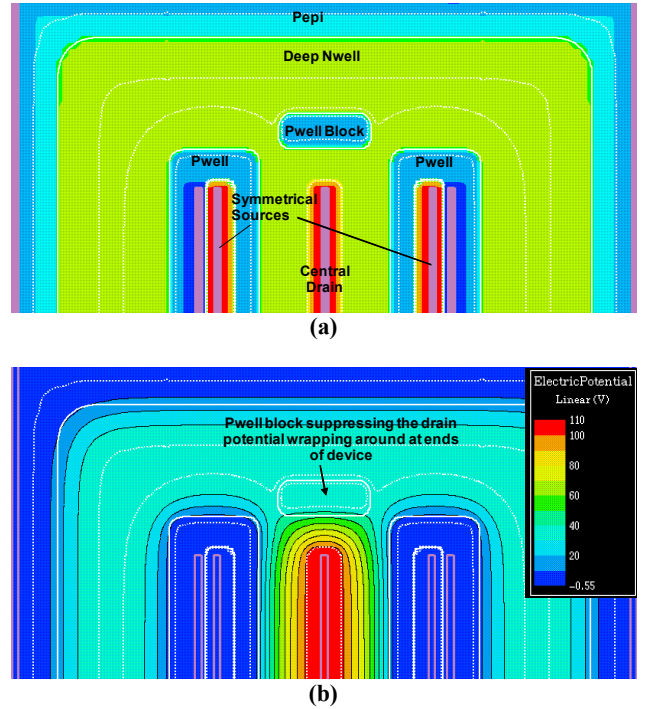 Pepi
Deep Nwell
Pwell Block
Pwell
Pwell
Symmetrical
Sources
Central
Drain
(a)
ElectricPotential
Linear (V)
110
100
80
60
40
20
-0.55
Pwell block suppressing the drain
potential wrapping around at ends
of device
(b)